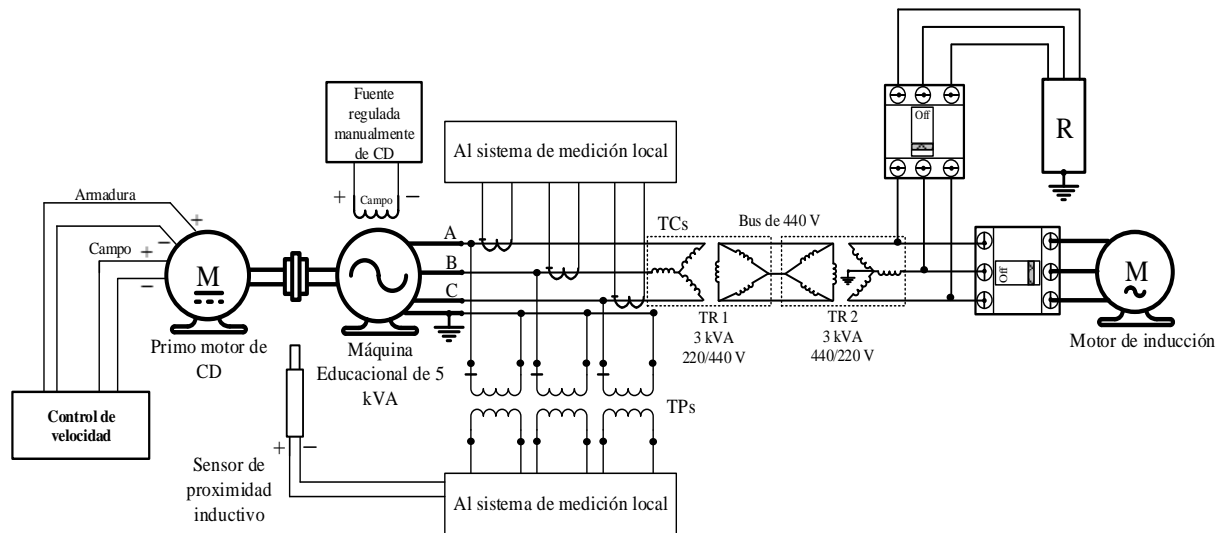 Fuente
regulada
manualmente
de CD
+ Campo −
Al sistema de medición local
Off
R
Armadura
+
−
Campo
+
−
M
Primo motor de
CD
Control de
velocidad
Máquina
Educacional de 5
kVA
A
B
C
TCs
Bus de 440 V
TR 1
3 kVA
220/440 V
TR 2
3 kVA
440/220 V
Off
M
Motor de inducción
TPs
+ −
Sensor de
proximidad
inductivo
Al sistema de medición local